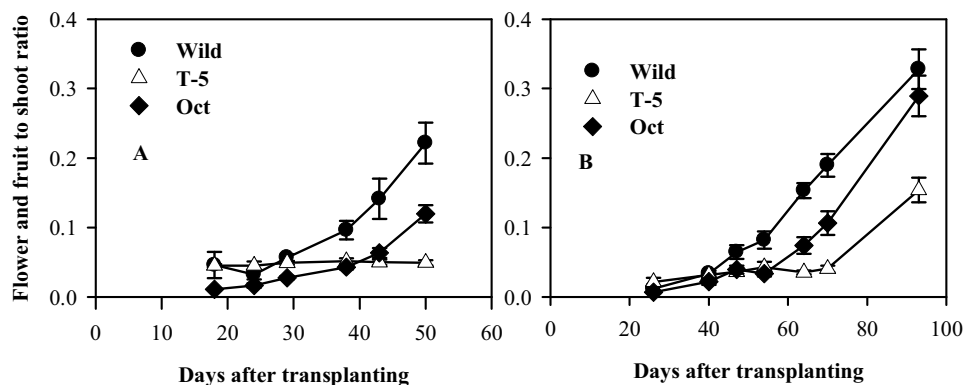 Flower and fruit to shoot ratio
0.4
0.3
0.2
0.1
0.0
Wild
T-5
Oct
A
0 10 20 30 40 50 60
Days after transplanting
0.4
0.3
0.2
0.1
0.0
Wild
T-5
Oct
B
0 20 40 60 80 100
Days after transplanting